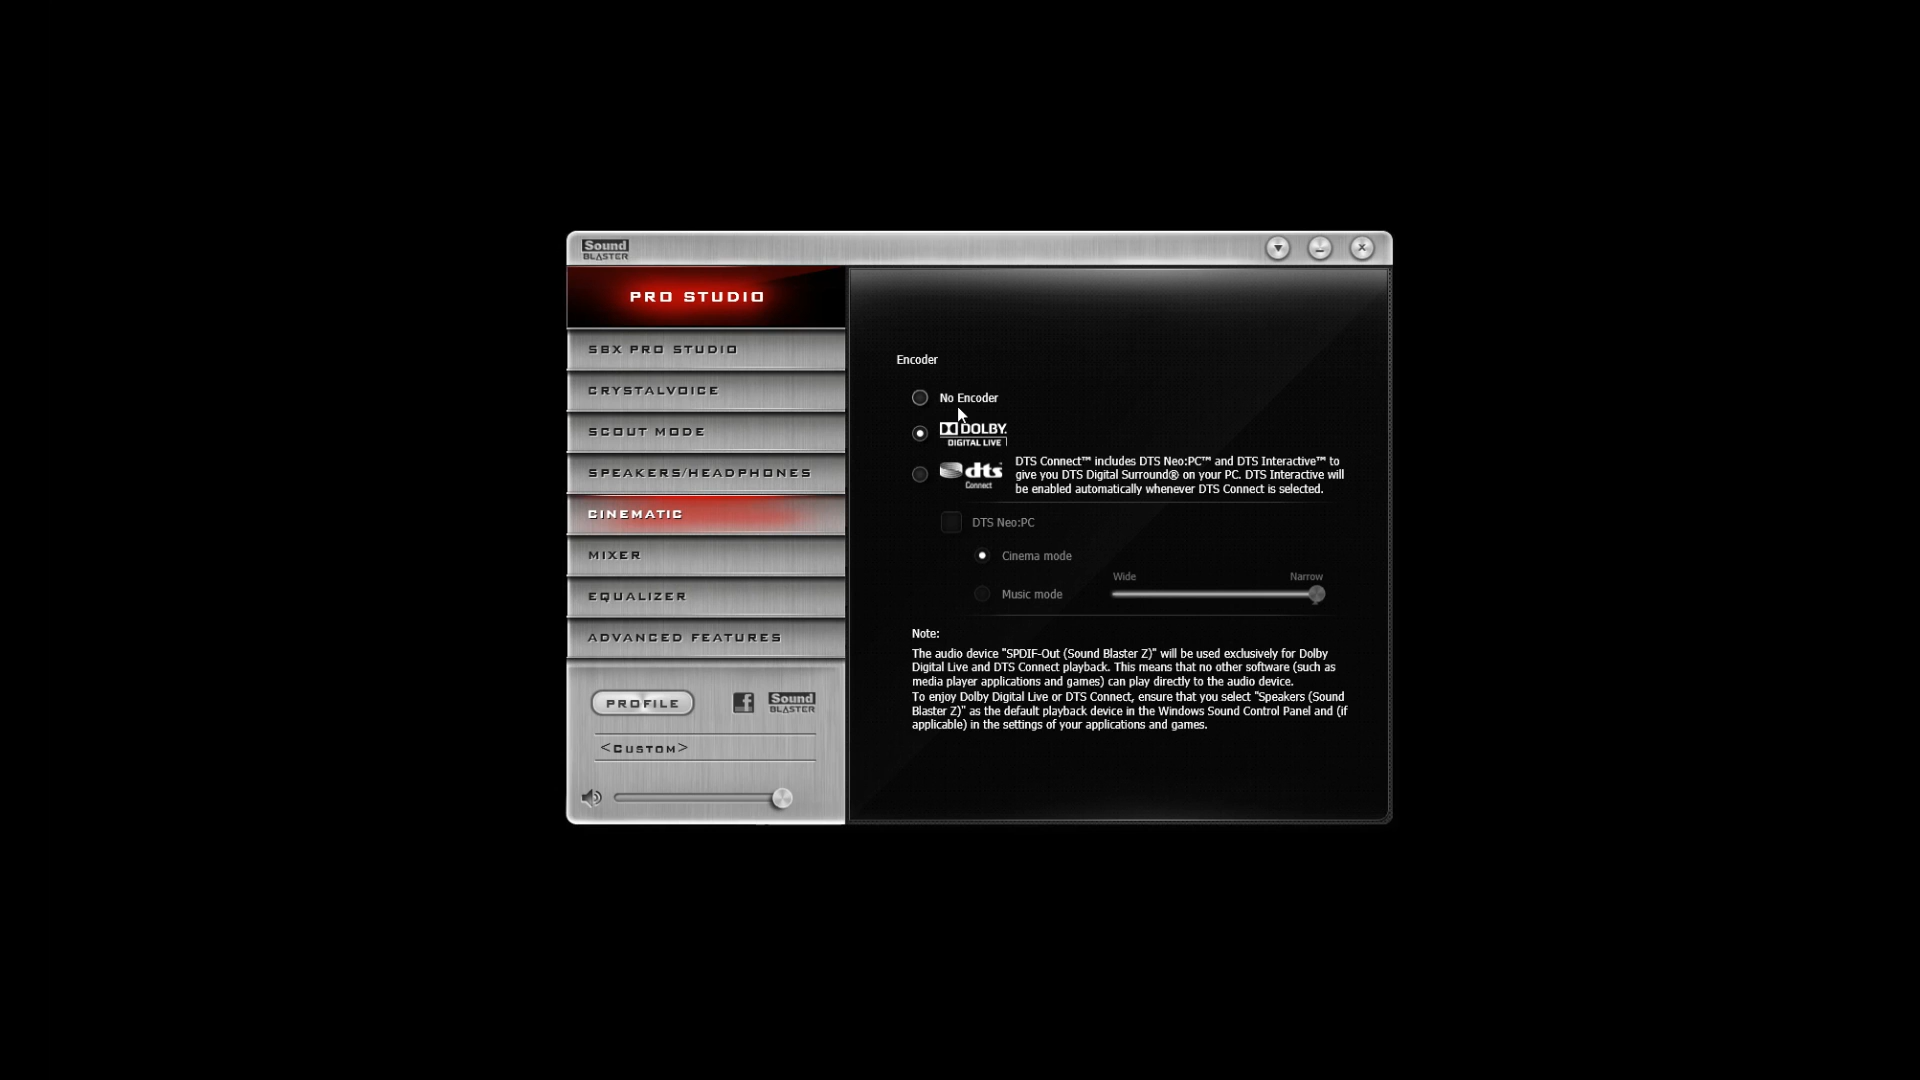 Sound
BLASTER
PRO STUDIO
SBX PRO STUDIO
CRYSTALVOICE
SCOUT MODE
SPEAKERS/HEADPHONES
CINEMATIC
MIXER
EQUALIZER
ADVANCED FEATURES
PROFILE
f
Sound
BLASTER
<CUSTOM>
Encoder
No Encoder
DOLBY.
DIGITAL LIVE
dts
Connect
DTS Connect™ includes DTS Neo:PC™ and DTS Interactive™ to
give you DTS Digital Surround® on your PC. DTS Interactive will
be enabled automatically whenever DTS Connect is selected.
DTS Neo:PC
Cinema mode
Wide Narrow
Music mode
Note:
The audio device "SPDIF-Out (Sound Blaster Z)" will be used exclusively for Dolby
Digital Live and DTS Connect playback. This means that no other software (such as
media player applications and games) can play directly to the audio device.
To enjoy Dolby Digital Live or DTS Connect, ensure that you select "Speakers (Sound
Blaster Z)" as the default playback device in the Windows Sound Control Panel and (if
applicable) in the settings of your applications and games.